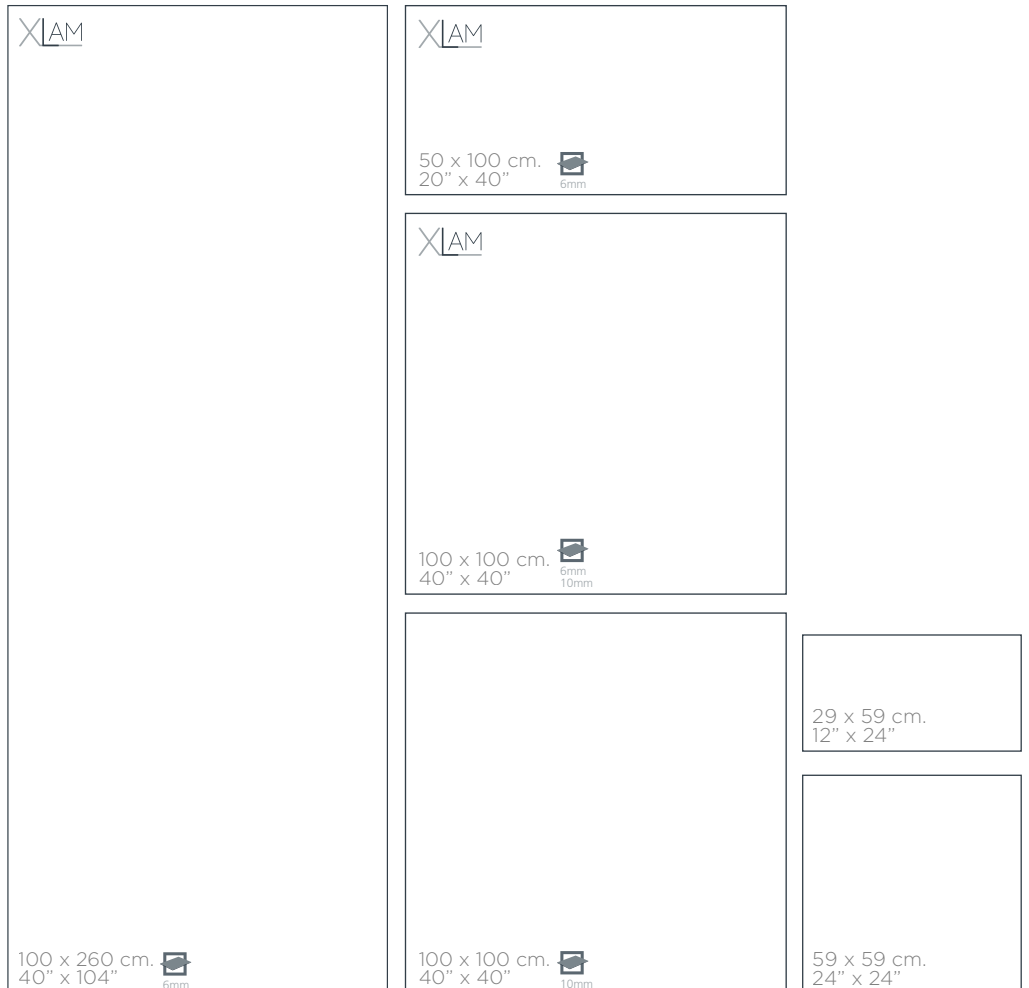 XLAM
100 x 260 cm.
40” x 104”
6mm
XLAM
50 x 100 cm.
20” x 40”
6mm
XLAM
100 x 100 cm.
40” x 40”
6mm
10mm
100 x 100 cm.
40” x 40”
10mm
29 x 59 cm.
12” x 24”
59 x 59 cm.
24” x 24”